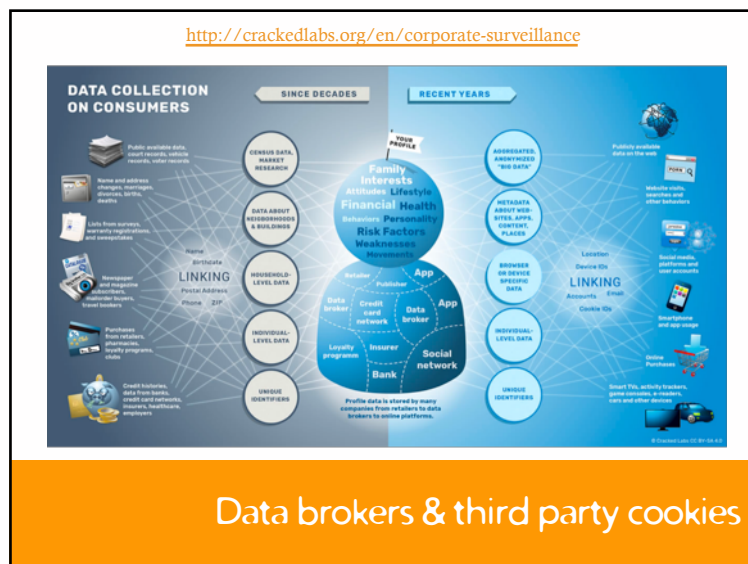 http://crackedlabs.org/en/corporate-surveillance
DATA COLLECTION
ON CONSUMERS
SINCE DECADES
RECENT YEARS
Public available data,
court records, vehicle
records, voter records
Name and address
changes, marriages,
divorces, births,
deaths
Lists from surveys,
warranty registrations,
and sweepstakes
Newspaper
and magazine
subscribers,
mailorder buyers,
travel bookers
Purchases
from retailers,
pharmacies,
loyalty programs,
clubs
Credit histories,
data from banks,
credit card networks,
insurers, healthcare,
employers
Name
Birthdate
LINKING
Postal Address
Phone ZIP
CENSUS DATA,
MARKET
RESEARCH
DATA ABOUT
NEIGHBORHOODS
& BUILDINGS
HOUSEHOLD-
LEVEL DATA
INDIVIDUAL-
LEVEL DATA
UNIQUE
IDENTIFIERS
YOUR
PROFILE
Family
Interests
Attitudes Lifestyle
Financial Health
Behaviors Personality
Risk Factors
Weaknesses
Movements
Retailer
Publisher
App
Data
broker
Credit
card
network
Data
broker
App
Loyalty
programm
Insurer
Bank
Social
network
Profile data is stored by many
companies from retailers to data
brokers to online platforms.
AGGREGATED,
ANONYMIZED
"BIG DATA"
METADATA
ABOUT WEB-
SITES, APPS,
CONTENT,
PLACES
BROWSER
OR DEVICE
SPECIFIC
DATA
INDIVIDUAL-
LEVEL DATA
UNIQUE
IDENTIFIERS
Location
Device IDs
LINKING
Accounts Email
Cookie IDs
Publicly available
data on the web
Website visits,
searches and
other behaviors
Social media,
platforms and
user accounts
Smartphone
and app usage
Online
Purchases
Smart TVs, activity trackers,
game consoles, e-readers,
cars and other devices
© Cracked Labs CC BY-SA 4.0
Data brokers & third party cookies